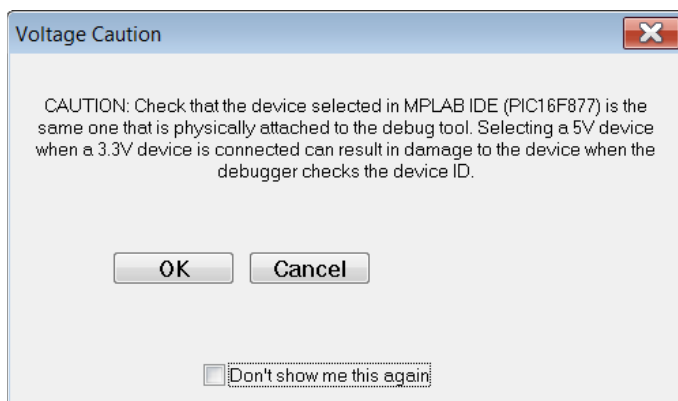 Voltage Caution
CAUTION: Check that the device selected in MPLAB IDE (PIC16F877) is the
same one that is physically attached to the debug tool. Selecting a 5V device
when a 3.3V device is connected can result in damage to the device when the
debugger checks the device ID.
OK Cancel
Don't show me this again